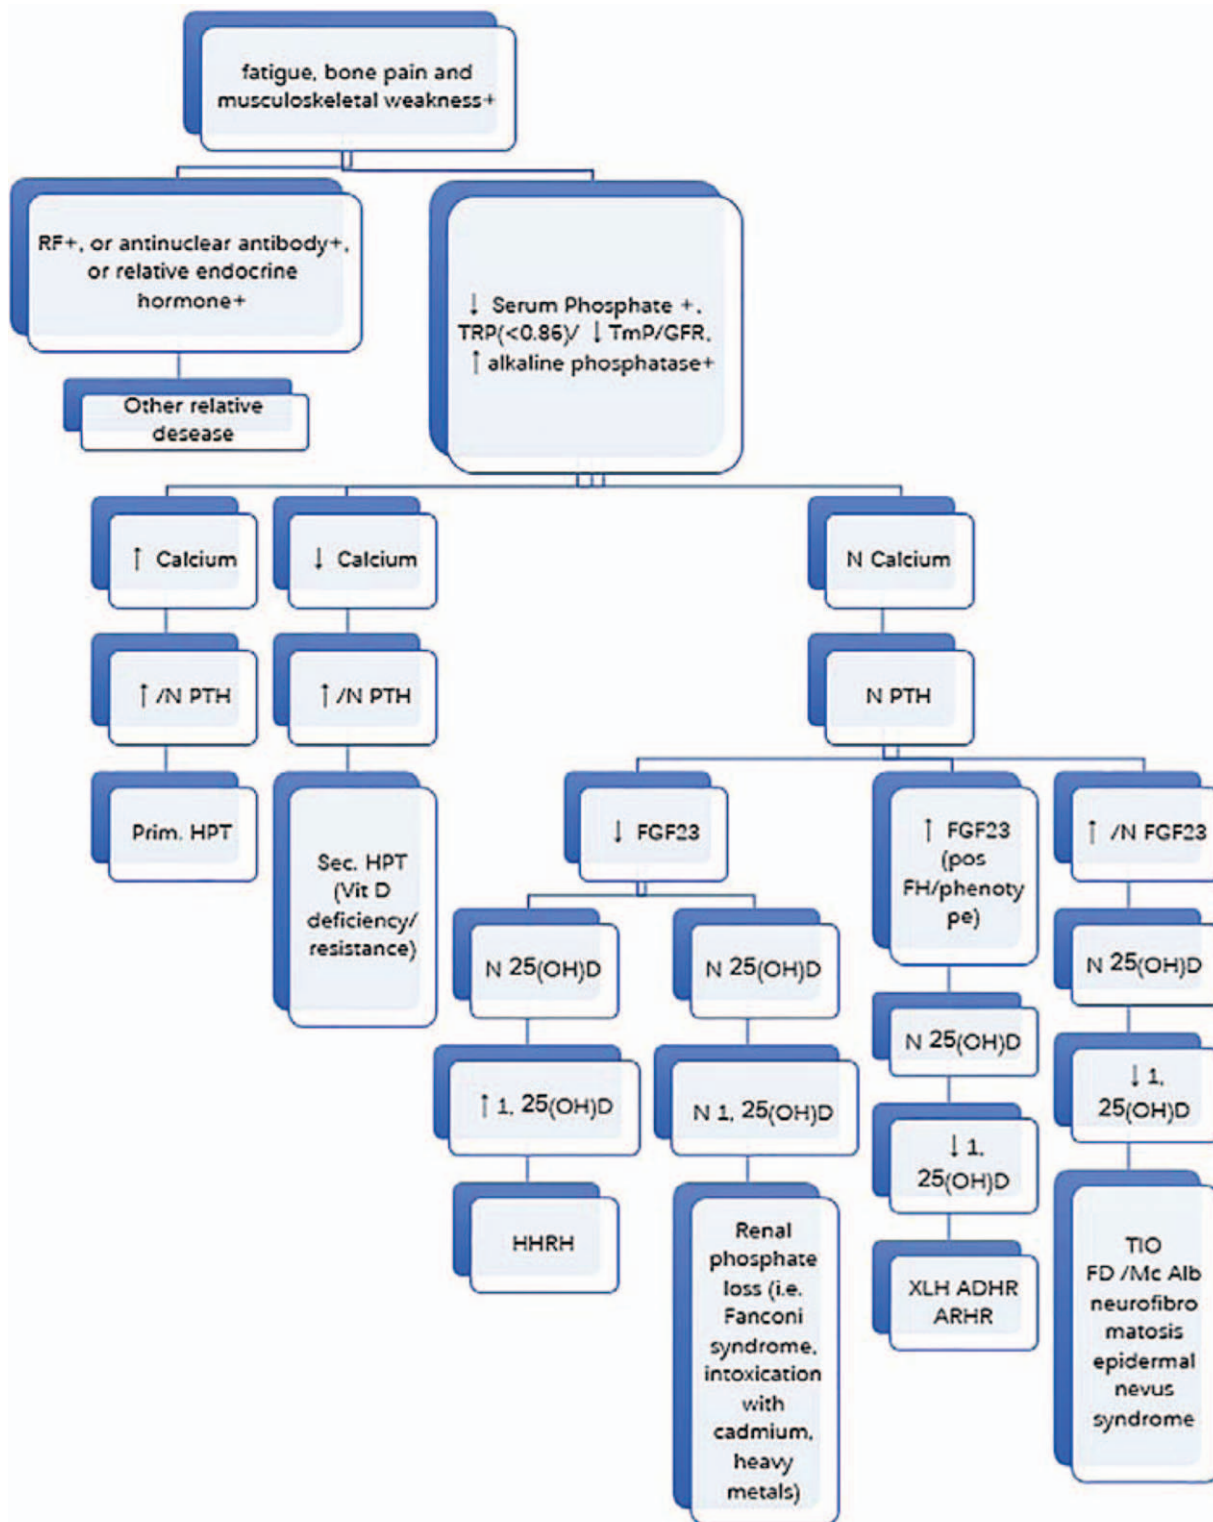 fatigue, bone pain and
musculoskeletal weakness+
RF+, or antinuclear antibody+,
or relative endocrine
hormone+
↓ Serum Phosphate +,
TRP(<0.86)/ ↓TmP/GFR,
↑alkaline phosphatase+
Other relative
desease
↑ Calcium
↓ Calcium
N Calcium
↑/N PTH
↑/N PTH
N PTH
Prim. HPT
Sec. HPT
(Vit D
deficiency/
resistance)
↓ FGF23
↑ FGF23
(pos
FH/phenoty
pe)
↑ /N FGF23
N 25(OH)D
N 25(OH)D
N 25(OH)D
N 25(OH)D
↑1, 25(OH)D
N 1, 25(OH)D
↓1,
25(OH)D
↓1,
25(OH)D
HHRH
Renal
phosphate
loss (i.e.
Fanconi
syndrome,
intoxication
with
cadmium,
heavy
metals)
XLH ADHR
ARHR
TIO
FD /Mc Alb
neurofibro
matosis
epidermal
nevus
syndrome